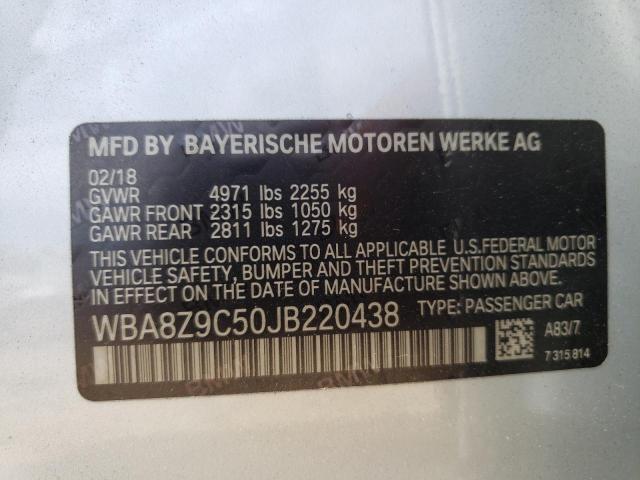 MFD BY BAYERISCHE MOTOREN WERKE AG
02/18
GVWR 4971 lbs 2255 kg
GAWR FRONT 2315 lbs 1050 kg
GAWR REAR 2811 lbs 1275 kg
THIS VEHICLE CONFORMS TO ALL APPLICABLE U.S.FEDERAL MOTOR
VEHICLE SAFETY, BUMPER AND THEFT PREVENTION STANDARDS
IN EFFECT ON THE DATE OF MANUFACTURE SHOWN ABOVE.
WBA8Z9C50JB220438 TYPE: PASSENGER CAR
A83/7
7 315 814